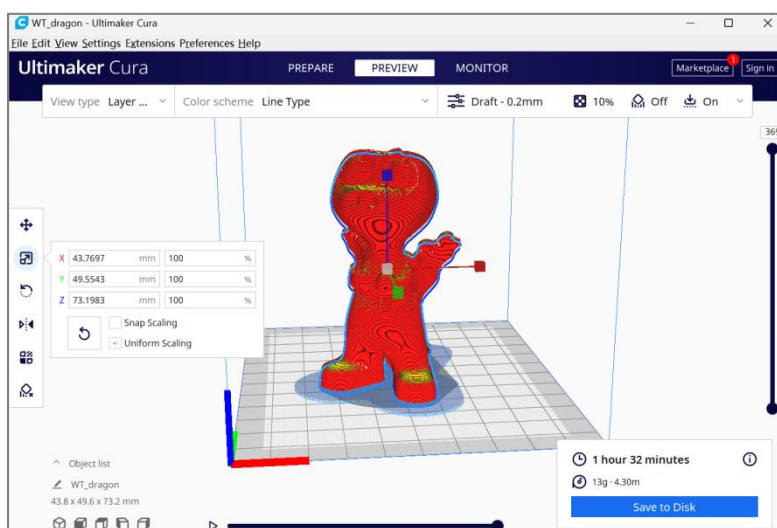 WT_dragon - Ultimaker Cura
File Edit View Settings Extensions Preferences Help
Ultimaker Cura PREPARE PREVIEW MONITOR Marketplace 1 Sign in
View type Layer ... Color scheme Line Type Draft - 0.2mm 10% Off On
X 43.7697 mm 100 %
Y 49.5543 mm 100 %
Z 73.1983 mm 100 %
Snap Scaling
Uniform Scaling
Object list
WT_dragon
43.8 x 49.6 x 73.2 mm
1 hour 32 minutes
13g · 4.30m
Save to Disk